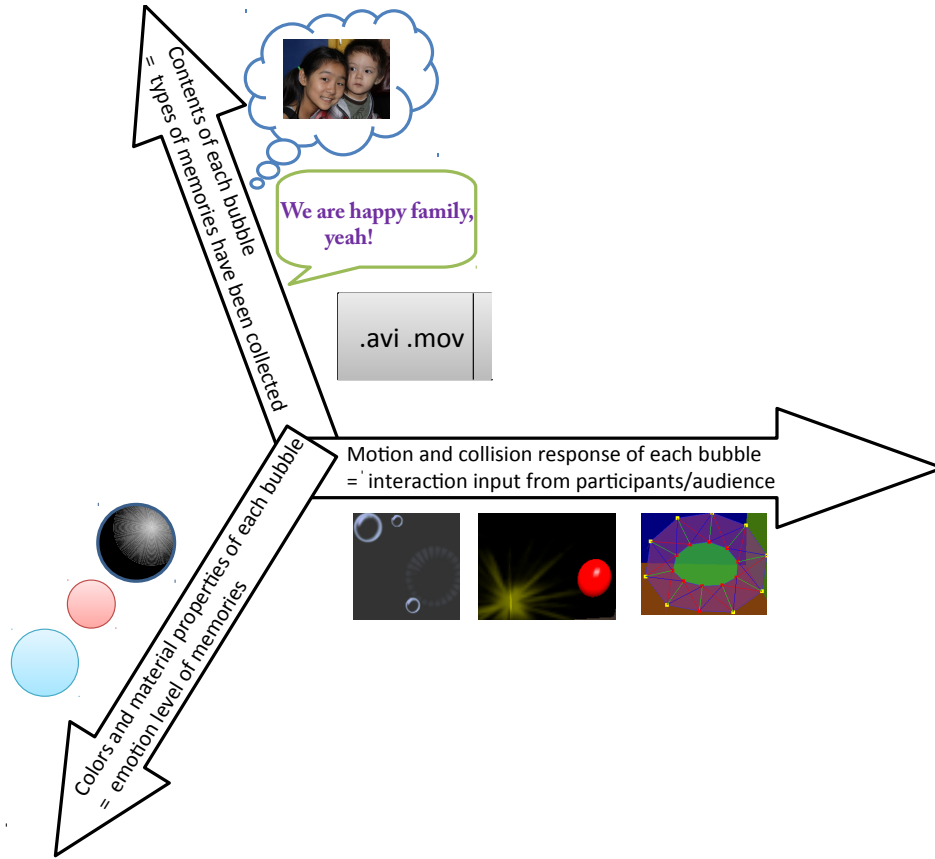 Contents of each bubble
= types of memories have been collected
We are happy family,
yeah!
.avi .mov
Motion and collision response of each bubble
= interaction input from participants/audience
Colors and material properties of each bubble
= emotion level of memories